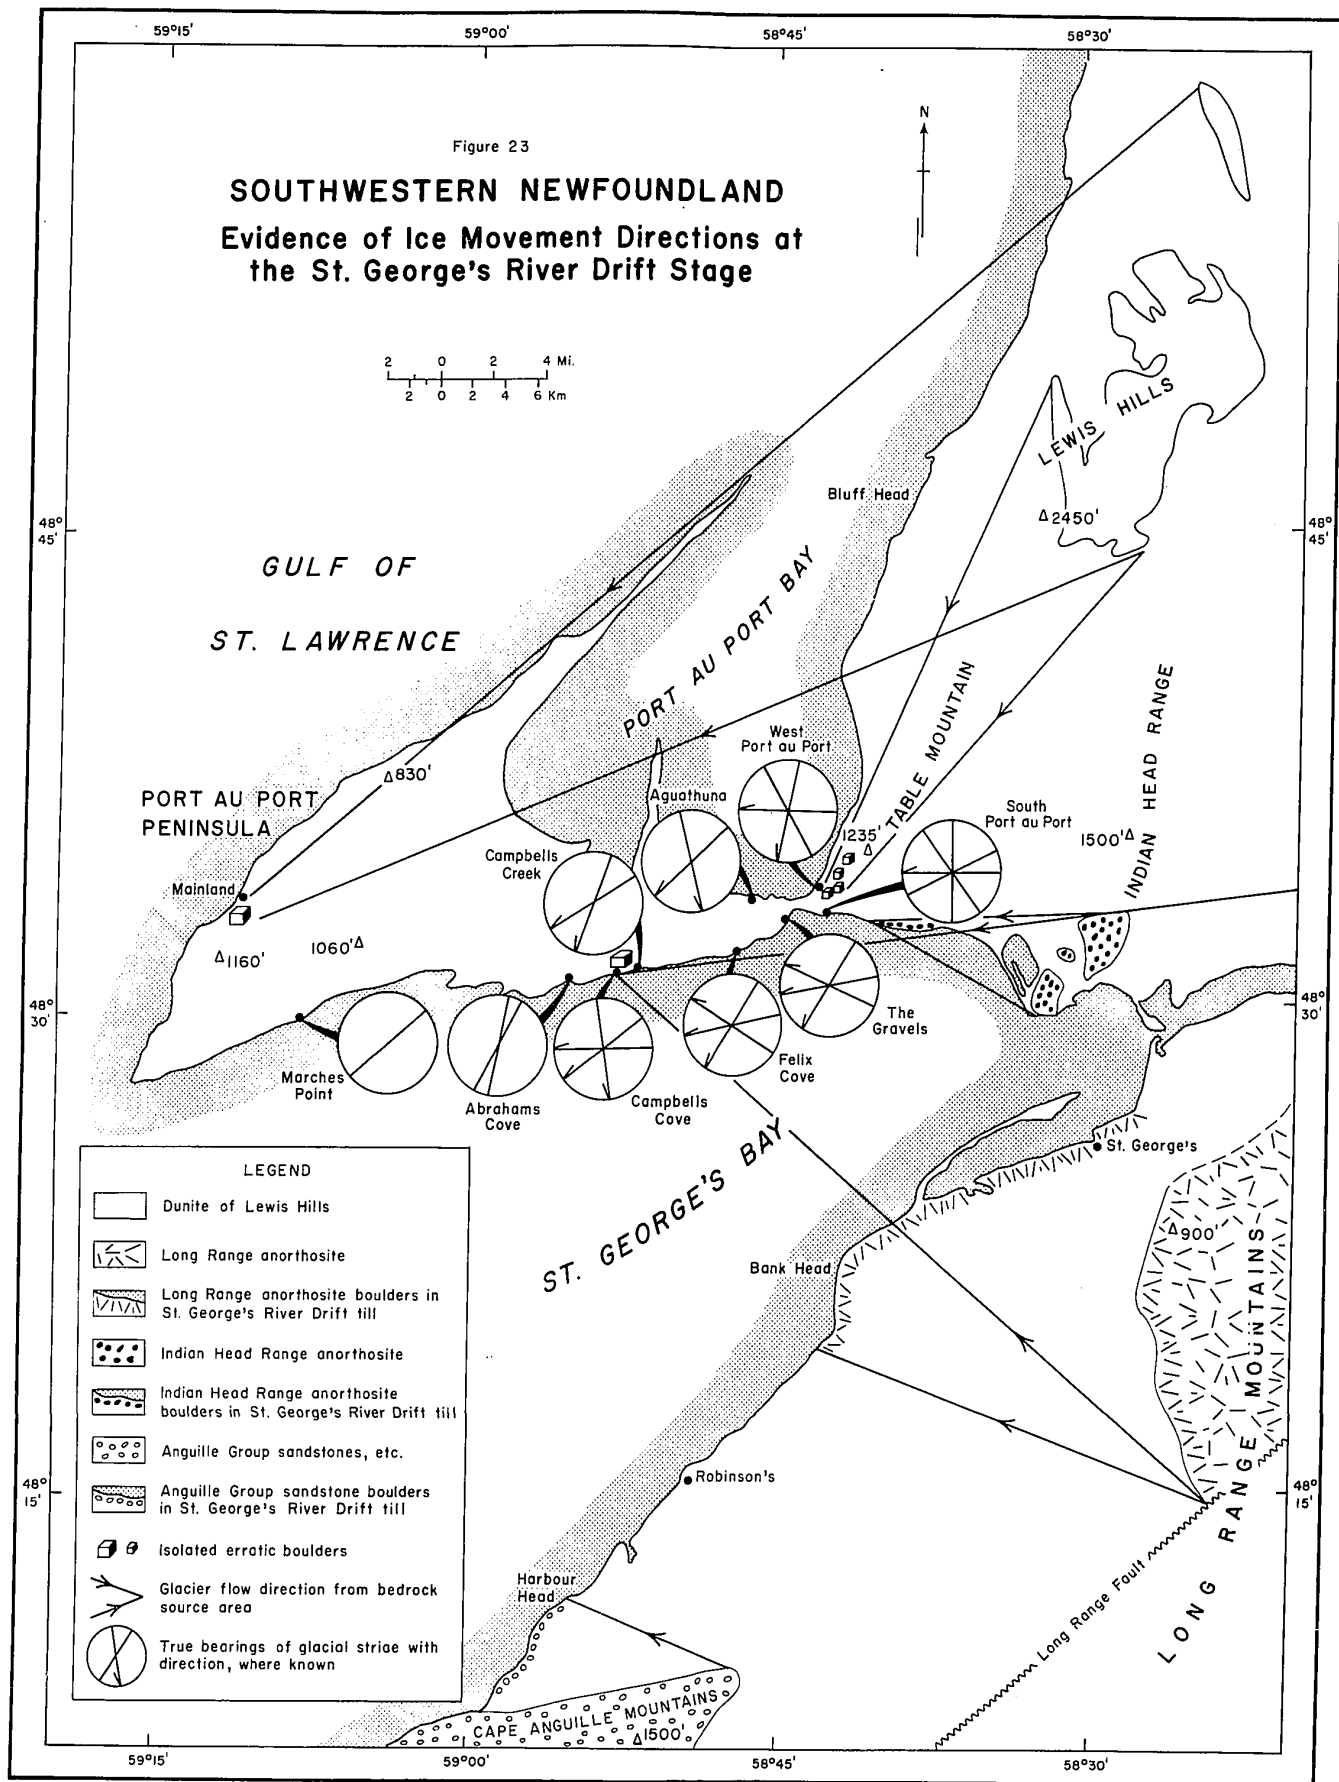 59°15'
59°00'
58°45'
58°30'
N
Figure 23
SOUTHWESTERN NEWFOUNDLAND
Evidence of Ice Movement Directions at
the St. George's River Drift Stage
2 0 2 4 Mi.
2 0 2 4 6 Km
LEWIS HILLS
Bluff Head
Δ2450'
48°
45'
48°
45'
GULF OF
ST. LAWRENCE
PORT AU PORT BAY
TABLE MOUNTAIN
INDIAN HEAD RANGE
West
Port au Port
Δ830'
PORT AU PORT
PENINSULA
Aguathuna
South
Port au Port
1235'
Δ
1500'Δ
Campbells
Creek
Mainland
Δ1160'
1060'Δ
48°
30'
48°
30'
The
Gravels
Marches
Point
Abrahams
Cove
Campbells
Cove
Felix
Cove
St. George's
ST. GEORGE'S BAY
Δ900'
Bank Head
LONG RANGE MOUNTAINS
LEGEND
Dunite of Lewis Hills
Long Range anorthosite
Long Range anorthosite boulders in
St. George's River Drift till
Indian Head Range anorthosite
Indian Head Range anorthosite
boulders in St. George's River Drift till
Anguille Group sandstones, etc.
Anguille Group sandstone boulders
in St. George's River Drift till
Isolated erratic boulders
Glacier flow direction from bedrock
source area
True bearings of glacial striae with
direction, where known
48°
15'
48°
15'
Robinson's
Harbour
Head
Long Range Fault
CAPE ANGUILLE MOUNTAINS
Δ1500'
59°15'
59°00'
58°45'
58°30'